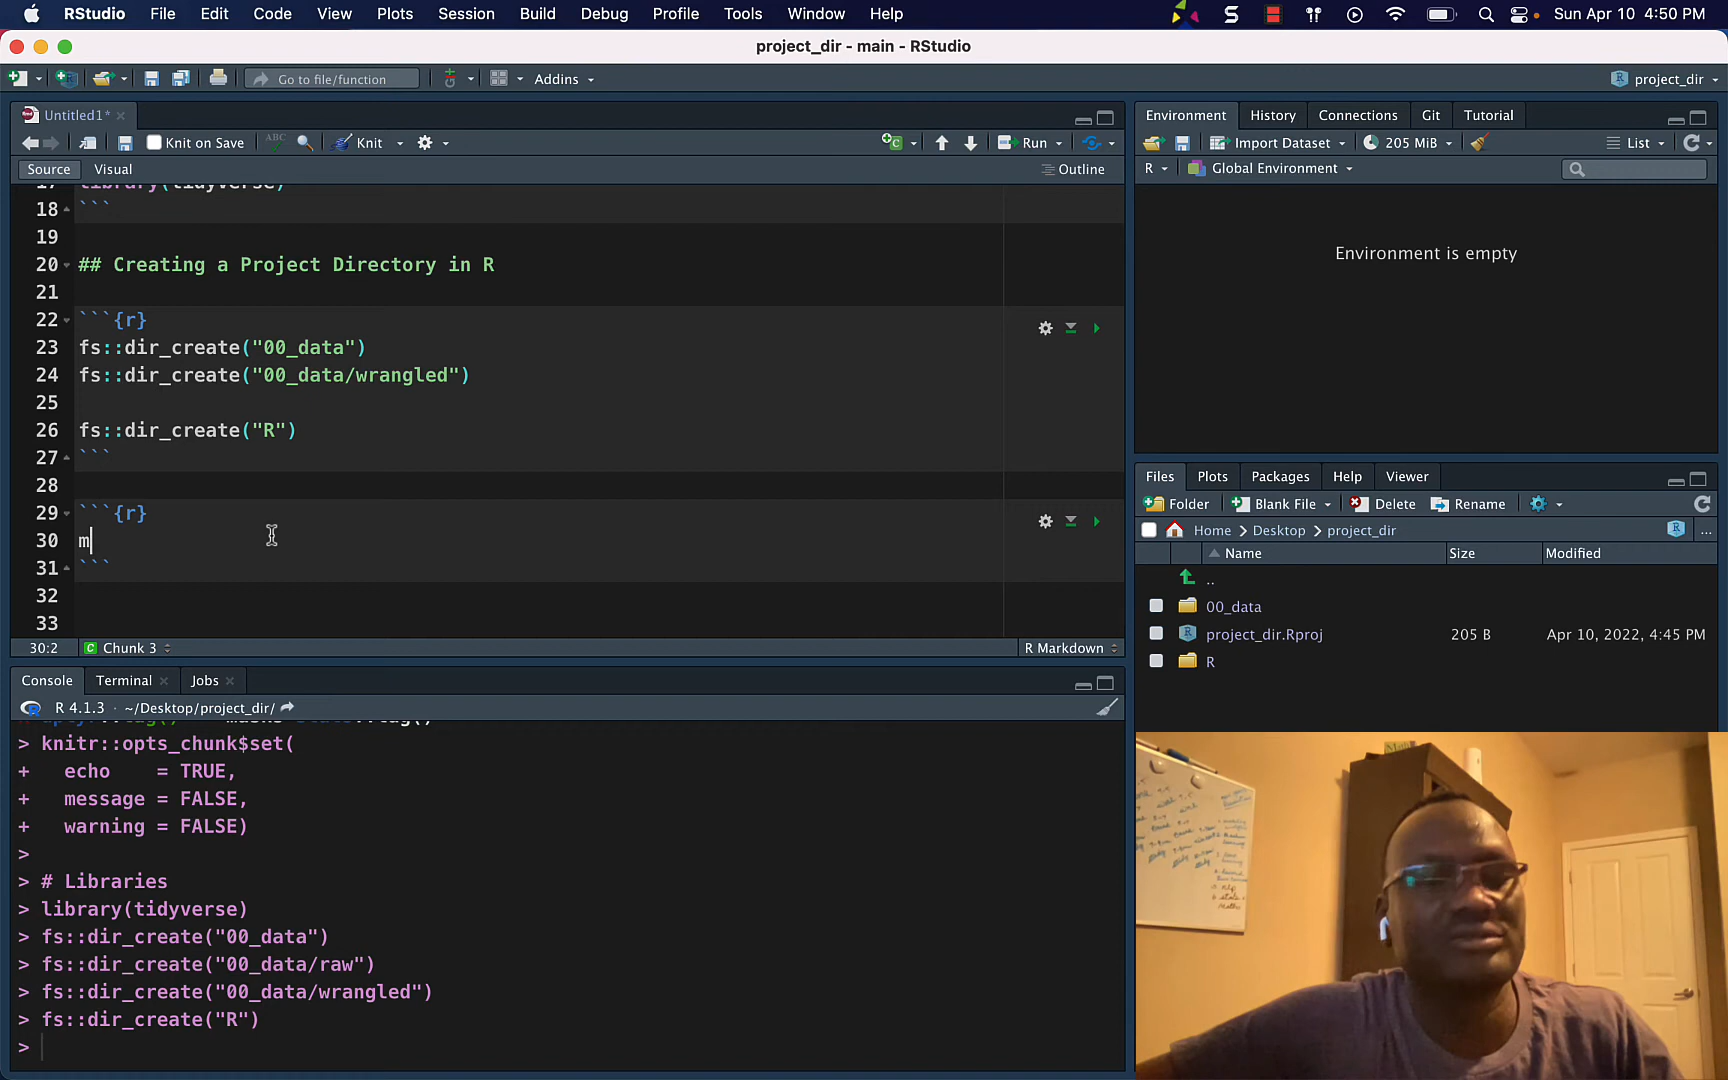 RStudio File Edit Code View Plots Session Build Debug Profile Tools Window Help Sun Apr 10 4:50 PM
project_dir - main - RStudio
Go to file/function Addins project_dir
Untitled1*
Knit on Save ABC Knit Run
Source Visual Outline
17 library(tidyverse)
18 ```
19
20 ## Creating a Project Directory in R
21
22 ```{r}
23 fs::dir_create("00_data")
24 fs::dir_create("00_data/wrangled")
25
26 fs::dir_create("R")
27 ```
28
29 ```{r}
30 m
31 ```
32
33
30:2 Chunk 3 R Markdown
Console Terminal Jobs
R 4.1.3 · ~/Desktop/project_dir/
> knitr::opts_chunk$set(
+ echo = TRUE,
+ message = FALSE,
+ warning = FALSE)
>
> # Libraries
> library(tidyverse)
> fs::dir_create("00_data")
> fs::dir_create("00_data/raw")
> fs::dir_create("00_data/wrangled")
> fs::dir_create("R")
>
Environment History Connections Git Tutorial
Import Dataset 205 MiB List
R Global Environment
Environment is empty
Files Plots Packages Help Viewer
Folder Blank File Delete Rename
Home Desktop project_dir ...
Name Size Modified
..
00_data
project_dir.Rproj 205 B Apr 10, 2022, 4:45 PM
R